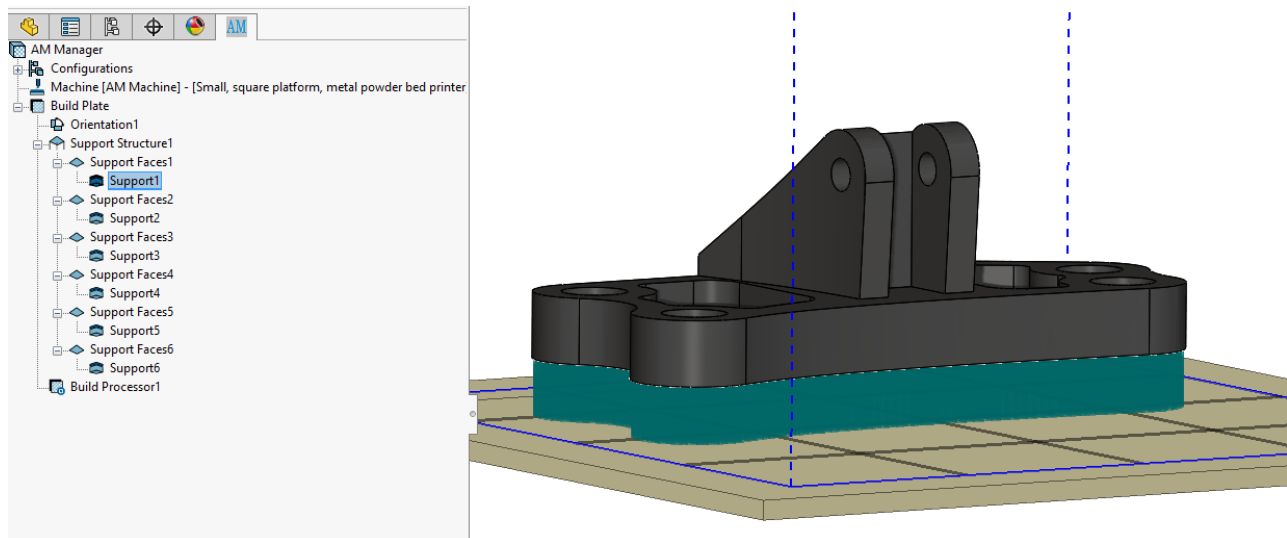 AM
AM Manager
Configurations
Machine [AM Machine] - [Small, square platform, metal powder bed printer
Build Plate
Orientation1
Support Structure1
Support Faces1
Support1
Support Faces2
Support2
Support Faces3
Support3
Support Faces4
Support4
Support Faces5
Support5
Support Faces6
Support6
Build Processor1